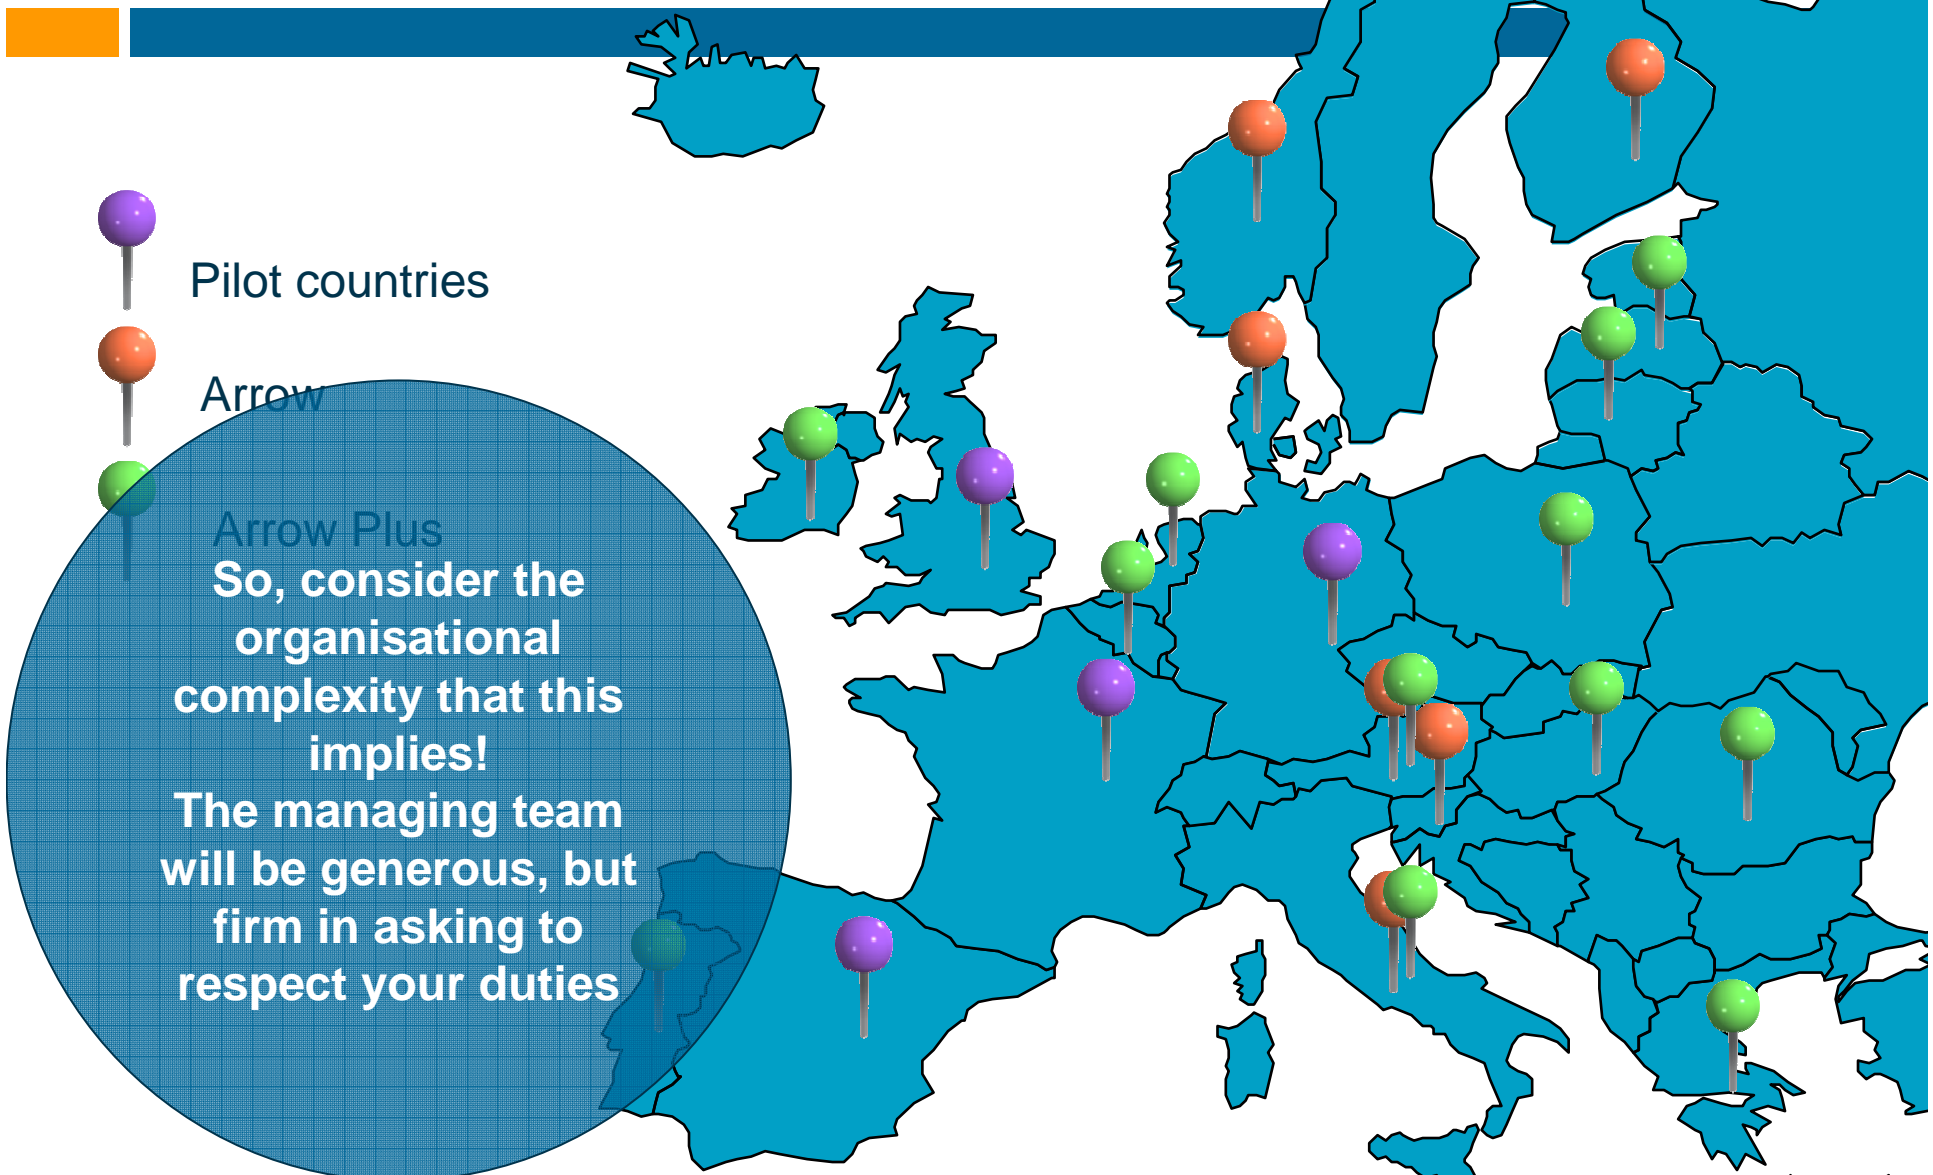 Pilot countries
Arrow
Arrow Plus
So, consider the
organisational
complexity that this
implies!
The managing team
will be generous, but
firm in asking to
respect your duties